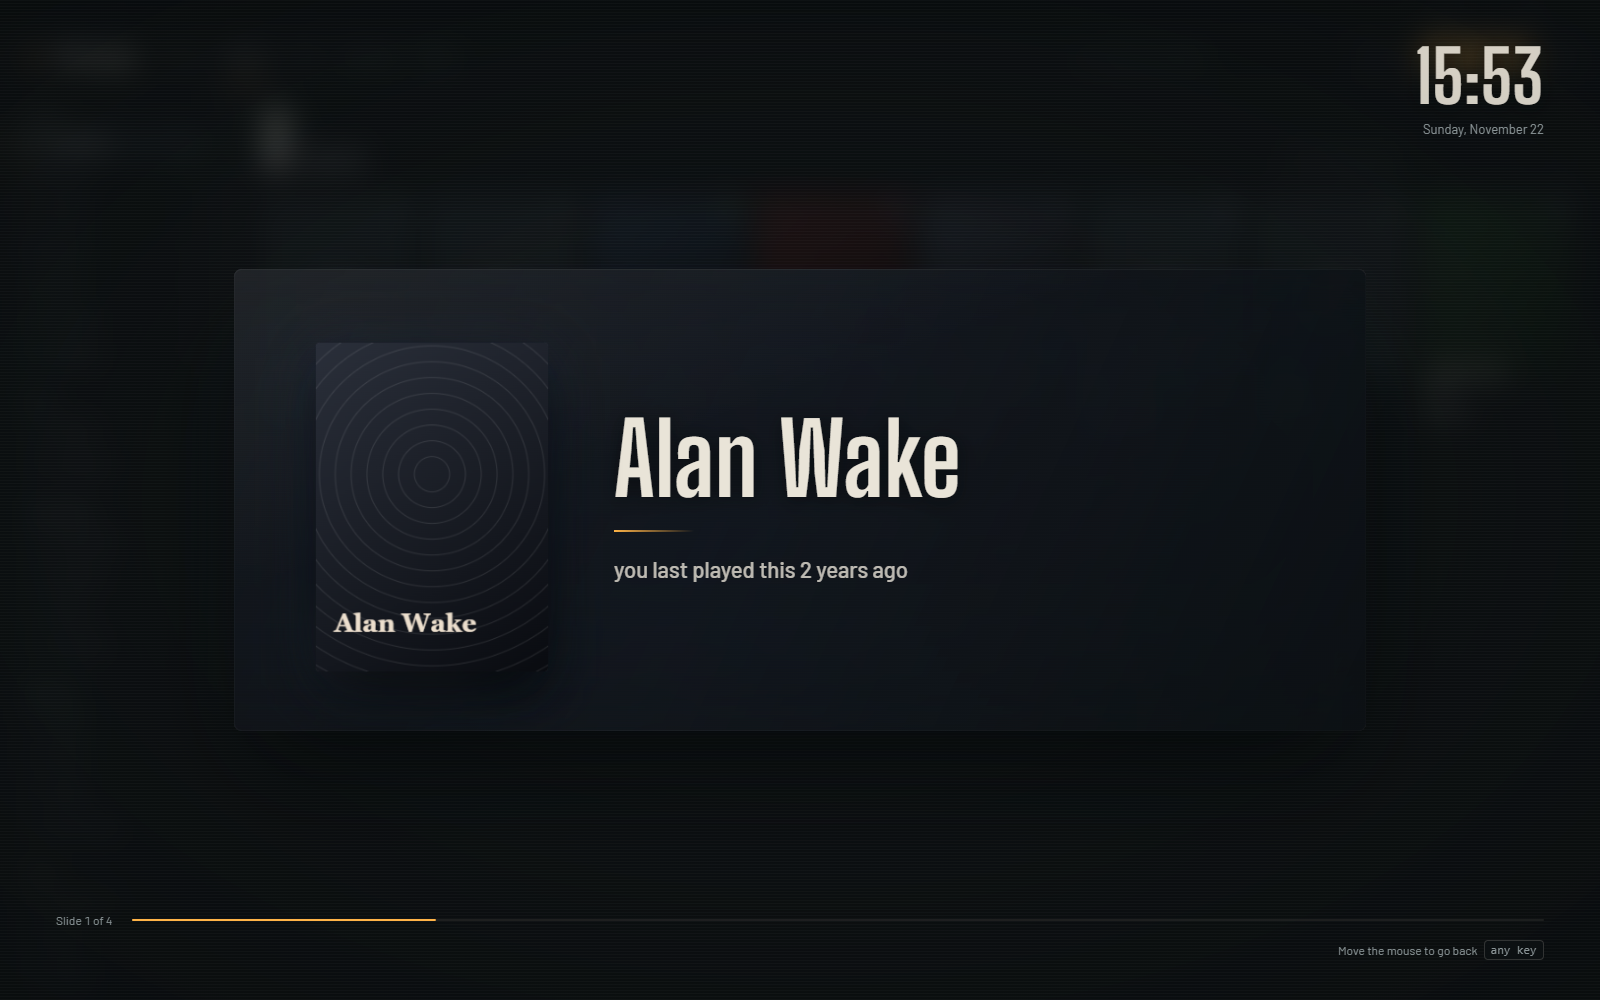 15:53
Sunday, November 22
Alan Wake
you last played this 2 years ago
Alan Wake
Slide 1 of 4
Move the mouse to go back any key